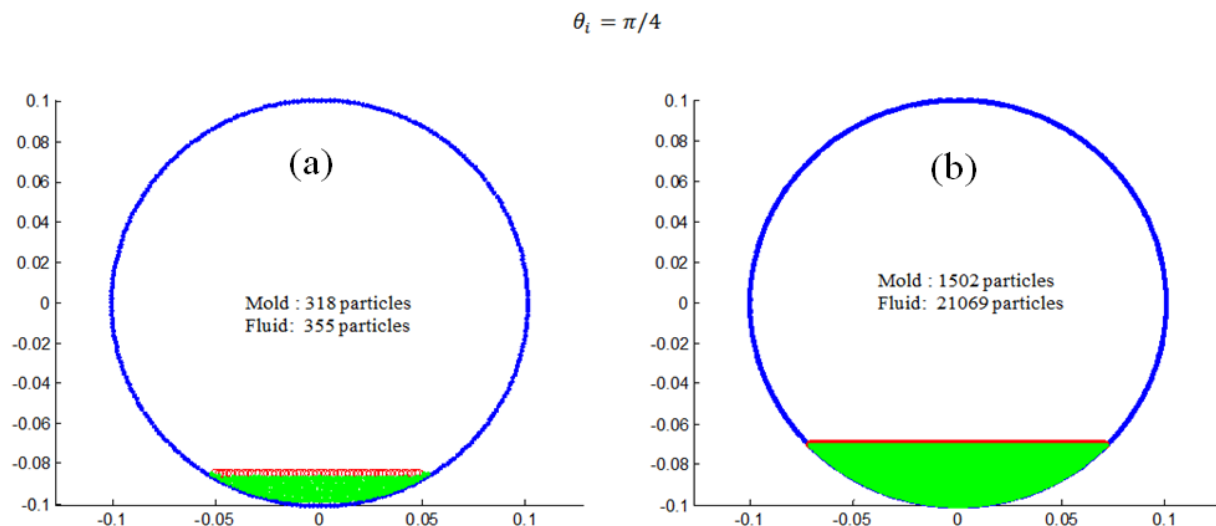 θᵢ = π/4
(a)
0.1
0.08
0.06
0.04
0.02
0
-0.02
-0.04
-0.06
-0.08
-0.1
-0.1 -0.05 0 0.05 0.1
Mold : 318 particles
Fluid: 355 particles
(b)
0.1
0.08
0.06
0.04
0.02
0
-0.02
-0.04
-0.06
-0.08
-0.1
-0.1 -0.05 0 0.05 0.1
Mold : 1502 particles
Fluid: 21069 particles